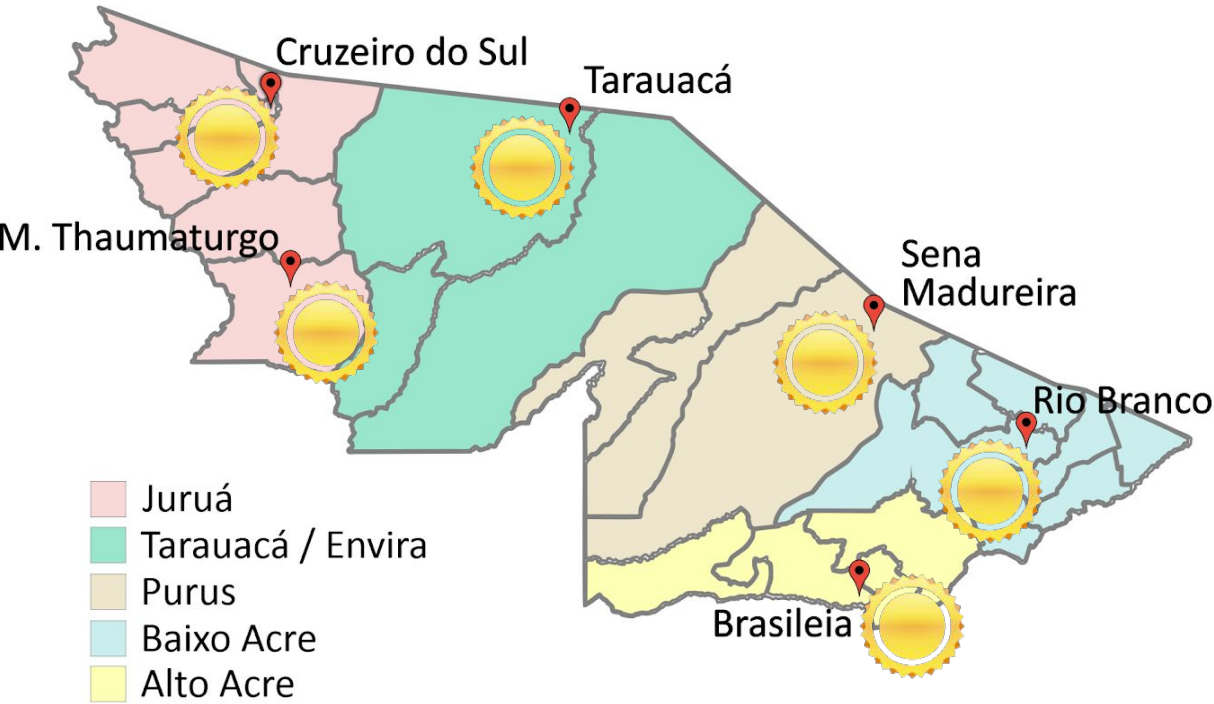 Cruzeiro do Sul
Tarauacá
M. Thaumaturgo
Sena
Madureira
Rio Branco
Brasileia
Juruá
Tarauacá / Envira
Purus
Baixo Acre
Alto Acre